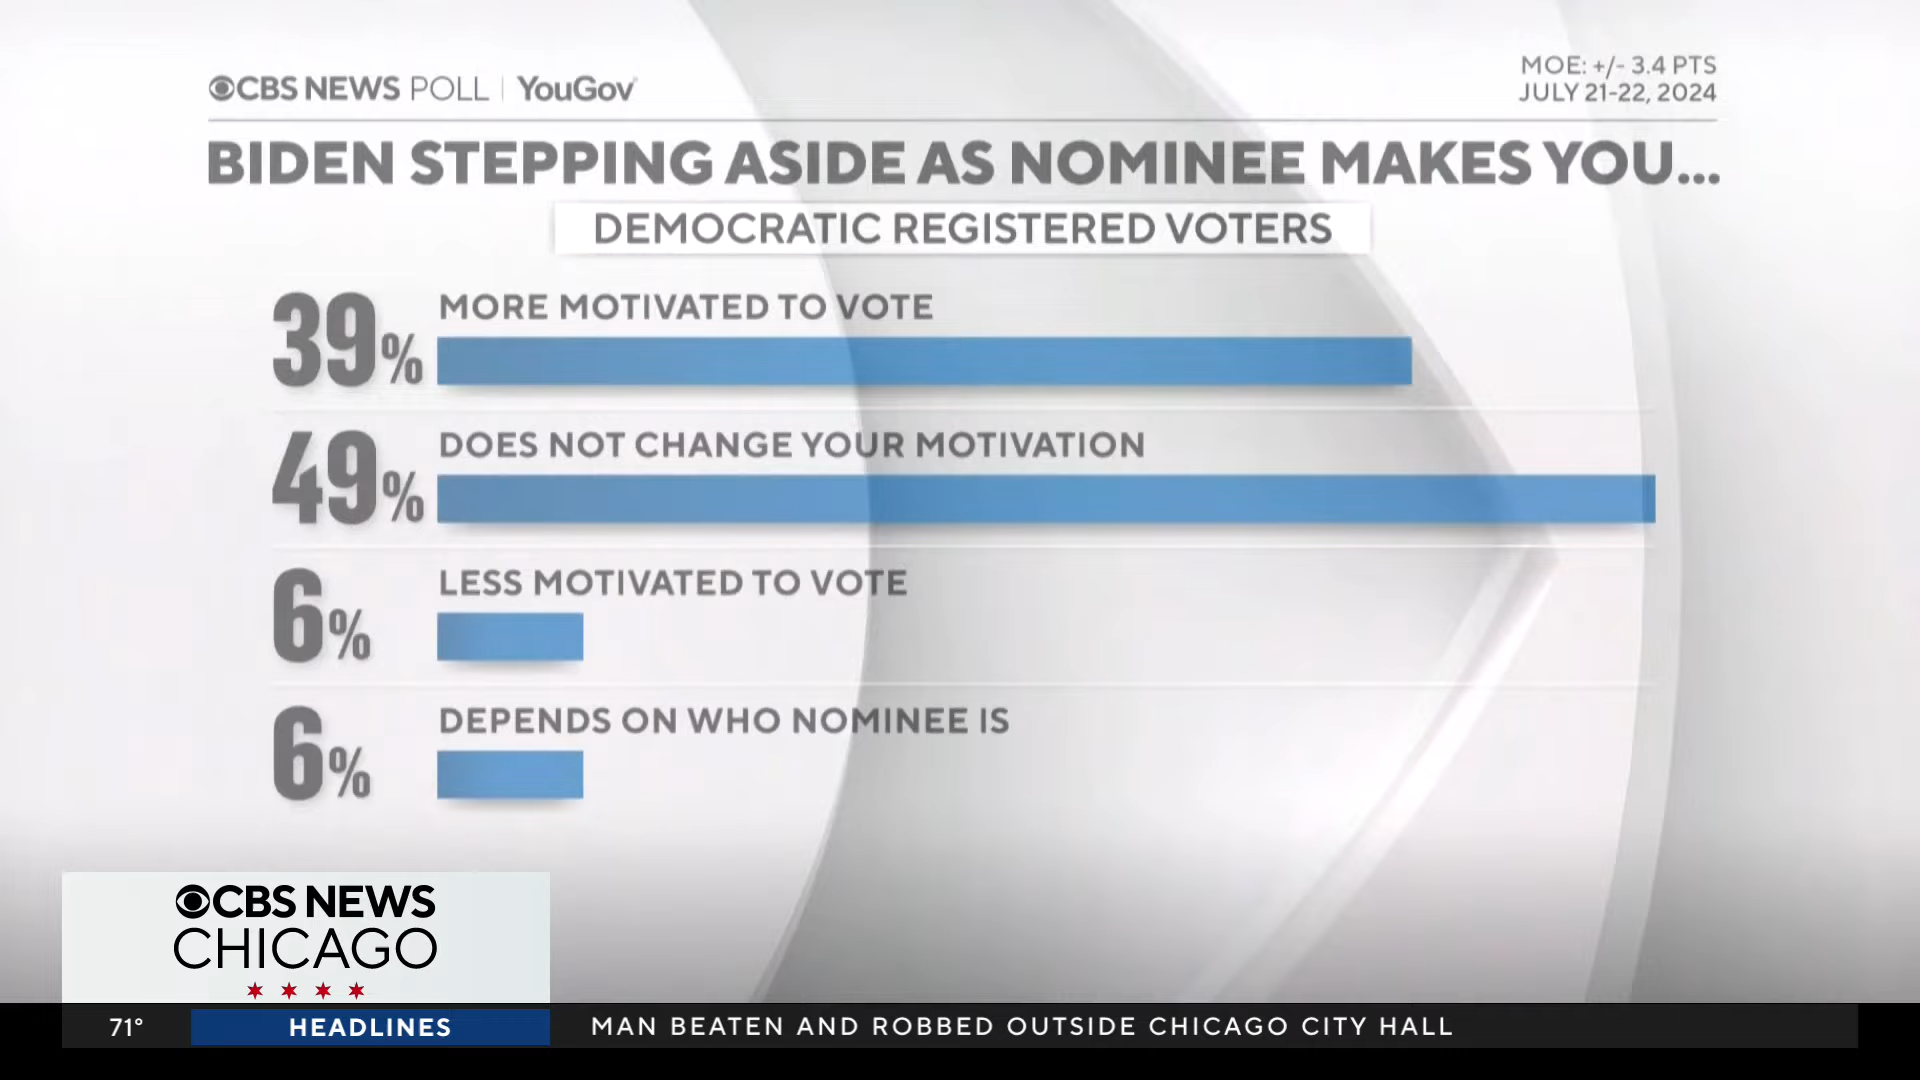 CBS NEWS POLL | YouGov
MOE: +/- 3.4 PTS
JULY 21-22, 2024
BIDEN STEPPING ASIDE AS NOMINEE MAKES YOU...
DEMOCRATIC REGISTERED VOTERS
39% MORE MOTIVATED TO VOTE
49% DOES NOT CHANGE YOUR MOTIVATION
6% LESS MOTIVATED TO VOTE
6% DEPENDS ON WHO NOMINEE IS
CBS NEWS
CHICAGO
71° HEADLINES MAN BEATEN AND ROBBED OUTSIDE CHICAGO CITY HALL